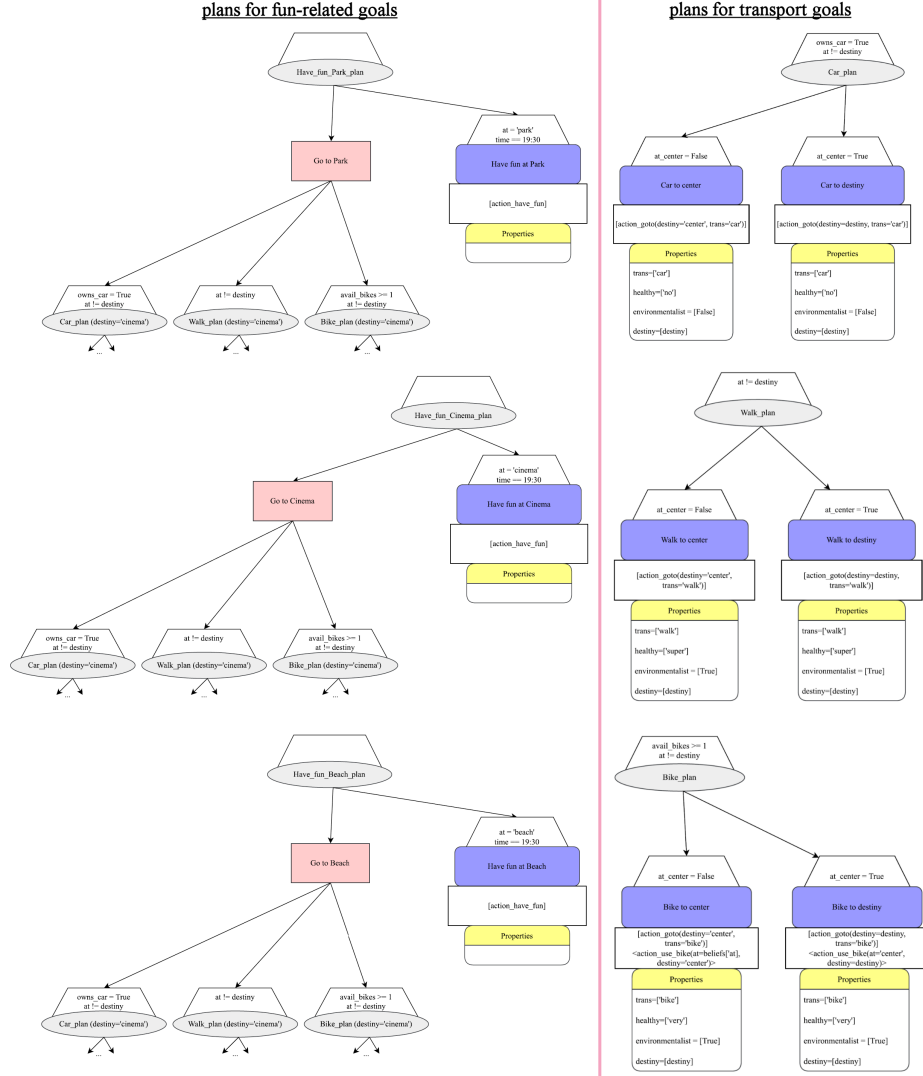 plans for fun-related goals
Have_fun_Park_plan
at = 'park'
time == 19:30
Go to Park
Have fun at Park
[action_have_fun]
Properties
owns_car = True
at != destiny
Car_plan (destiny='cinema')
...
at != destiny
Walk_plan (destiny='cinema')
...
avail_bikes >= 1
at != destiny
Bike_plan (destiny='cinema')
...
Have_fun_Cinema_plan
at = 'cinema'
time == 19:30
Go to Cinema
Have fun at Cinema
[action_have_fun]
Properties
owns_car = True
at != destiny
Car_plan (destiny='cinema')
...
at != destiny
Walk_plan (destiny='cinema')
...
avail_bikes >= 1
at != destiny
Bike_plan (destiny='cinema')
...
Have_fun_Beach_plan
at = 'beach'
time == 19:30
Go to Beach
Have fun at Beach
[action_have_fun]
Properties
owns_car = True
at != destiny
Car_plan (destiny='cinema')
...
at != destiny
Walk_plan (destiny='cinema')
...
avail_bikes >= 1
at != destiny
Bike_plan (destiny='cinema')
...
plans for transport goals
owns_car = True
at != destiny
Car_plan
at_center = False
Car to center
[action_goto(destiny='center', trans='car')]
Properties
trans=['car']
healthy=['no']
environmentalist = [False]
destiny=[destiny]
at_center = True
Car to destiny
[action_goto(destiny=destiny, trans='car')]
Properties
trans=['car']
healthy=['no']
environmentalist = [False]
destiny=[destiny]
at != destiny
Walk_plan
at_center = False
Walk to center
[action_goto(destiny='center',
trans='walk')]
Properties
trans=['walk']
healthy=['super']
environmentalist = [True]
destiny=[destiny]
at_center = True
Walk to destiny
[action_goto(destiny=destiny,
trans='walk')]
Properties
trans=['walk']
healthy=['super']
environmentalist = [True]
destiny=[destiny]
avail_bikes >= 1
at != destiny
Bike_plan
at_center = False
Bike to center
[action_goto(destiny='center',
trans='bike')]
<action_use_bike(at=beliefs['at],
destiny='center')>
Properties
trans=['bike']
healthy=['very']
environmentalist = [True]
destiny=[destiny]
at_center = True
Bike to destiny
[action_goto(destiny=destiny,
trans='bike')]
<action_use_bike(at='center',
destiny=destiny)>
Properties
trans=['bike']
healthy=['very']
environmentalist = [True]
destiny=[destiny]